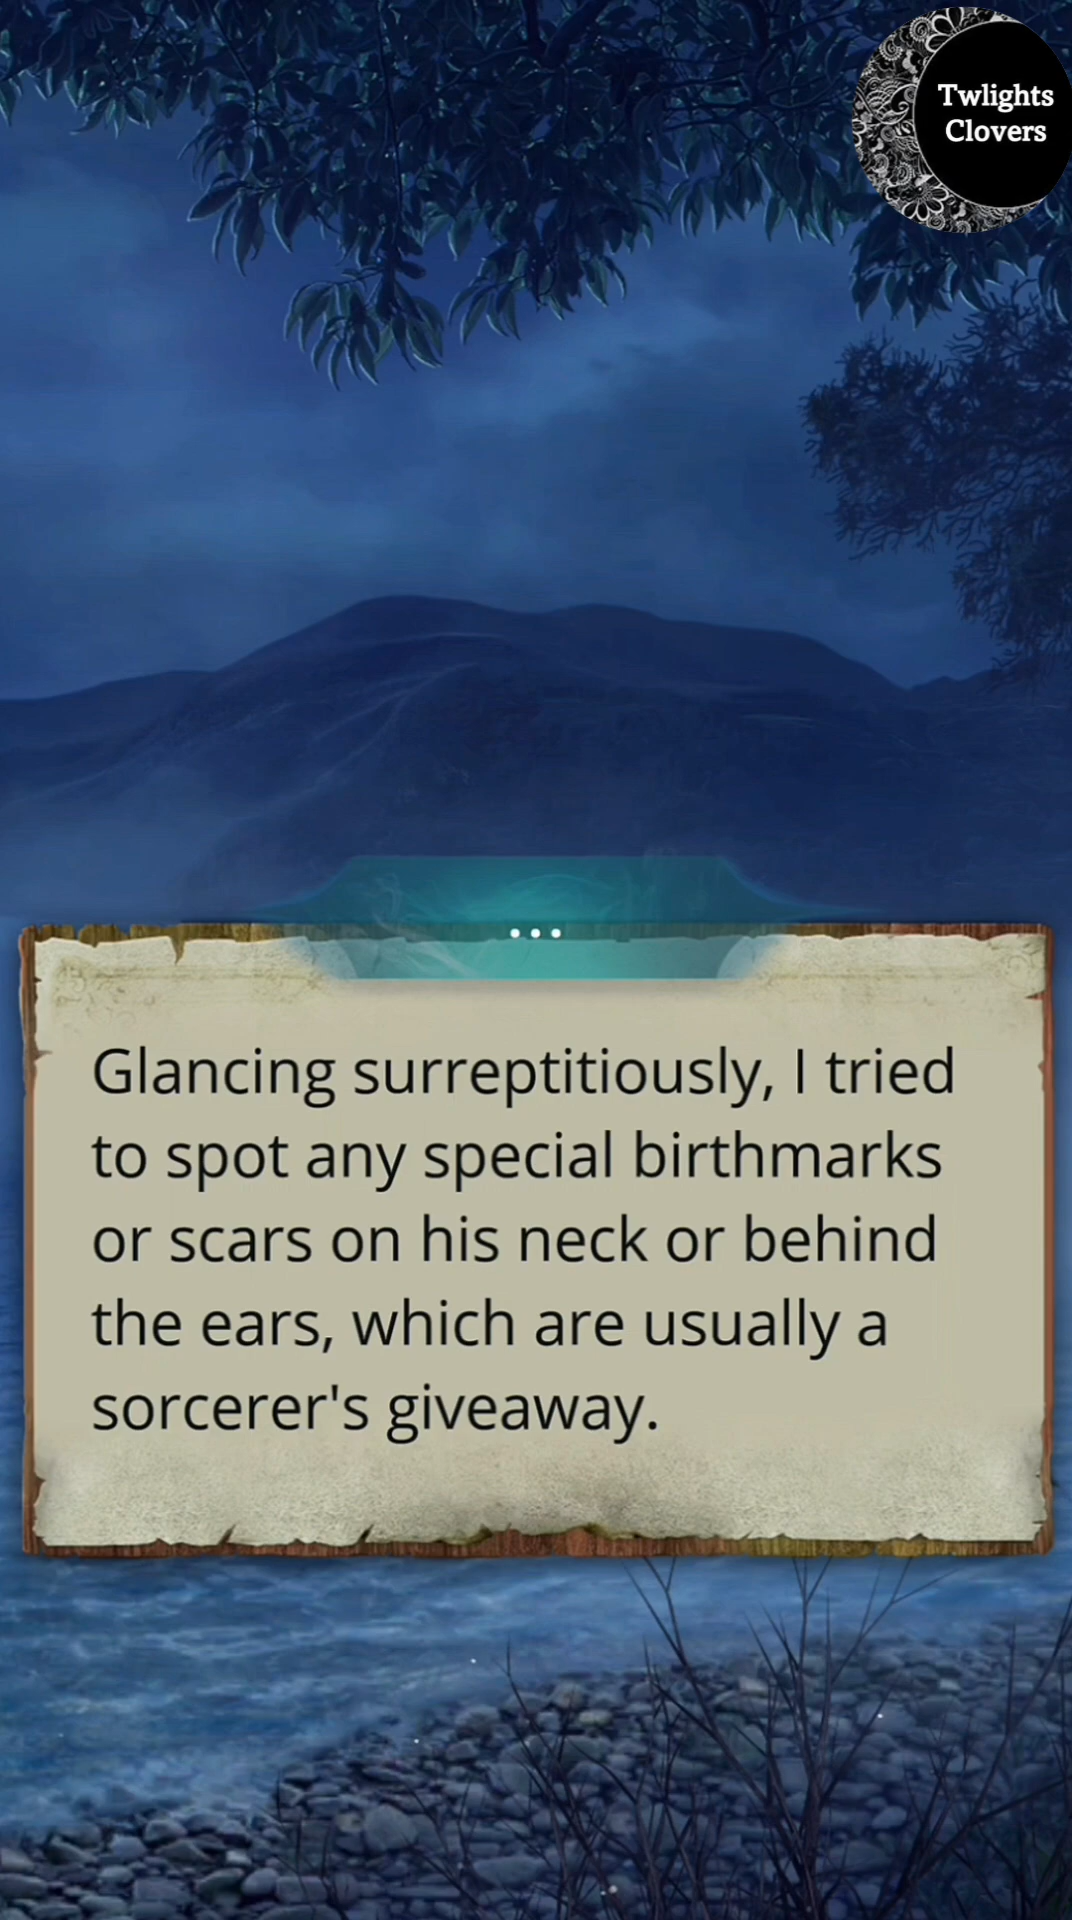 Twlights
Clovers
...
Glancing surreptitiously, I tried
to spot any special birthmarks
or scars on his neck or behind
the ears, which are usually a
sorcerer's giveaway.